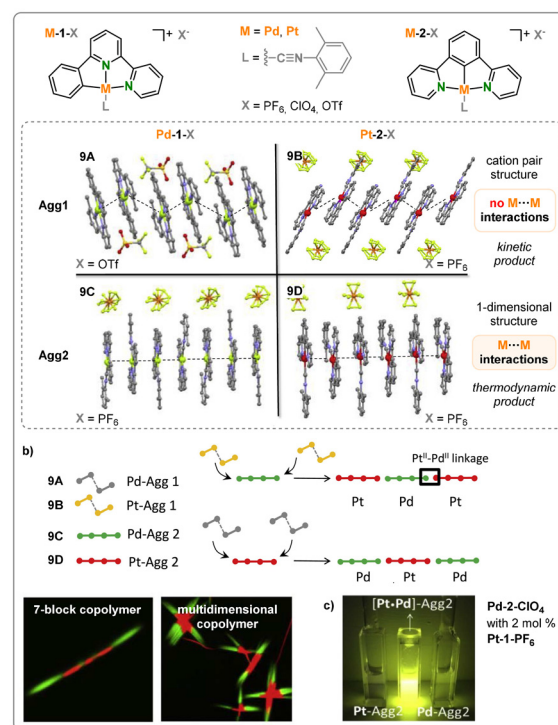 M-1-X
+ X⁻
M = Pd, Pt
M-2-X
+ X⁻
N
N
M
L
L = C≡N
N
M
N
L
X = PF₆, ClO₄, OTf
Pd-1-X
Pt-2-X
9A
9B
cation pair
structure
Agg1
no M···M
interactions
X = OTf
X = PF₆
kinetic
product
9C
9D
1-dimensional
structure
Agg2
M···M
interactions
thermodynamic
product
X = PF₆
X = PF₆
b)
9A Pd-Agg 1
9B Pt-Agg 1
9C Pd-Agg 2
9D Pt-Agg 2
Ptᴵᴵ-Pdᴵᴵ linkage
Pt Pd Pt
Pd Pt Pd
7-block copolymer
multidimensional
copolymer
c)
[Pt•Pd]-Agg2
Pt-Agg2
Pd-Agg2
Pd-2-ClO₄
with 2 mol %
Pt-1-PF₆